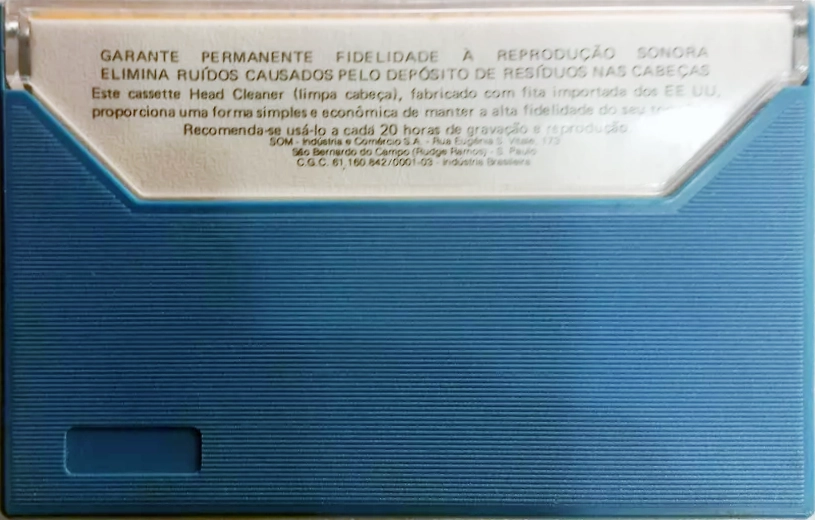 GARANTE PERMANENTE FIDELIDADE À REPRODUÇÃO SONORA
ELIMINA RUÍDOS CAUSADOS PELO DEPÓSITO DE RESÍDUOS NAS CABEÇAS
Este cassette Head Cleaner (limpa cabeça), fabricado com fita importada dos EE UU,
proporciona uma forma simples e econômica de manter a alta fidelidade do seu
Recomenda-se usá-lo a cada 20 horas de gravação e reprodução.
SOM - Indústria e Comércio S.A. - Rua Eugênia S. Vitale, 173
São Bernardo do Campo (Rudge Ramos) - S. Paulo
C.G.C. 61.160.842/0001-03 - Indústria Brasileira